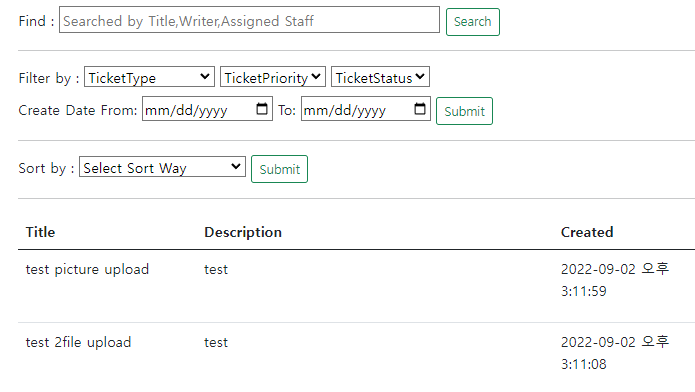 Find : Searched by Title,Writer,Assigned Staff Search
Filter by : TicketType TicketPriority TicketStatus
Create Date From: mm/dd/yyyy To: mm/dd/yyyy Submit
Sort by : Select Sort Way Submit
Title Description Created
test picture upload test 2022-09-02 오후
3:11:59
test 2file upload test 2022-09-02 오후
3:11:08